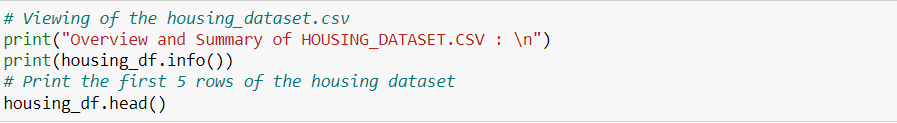 # Viewing of the housing_dataset.csv
print("Overview and Summary of HOUSING_DATASET.CSV : \n")
print(housing_df.info())
# Print the first 5 rows of the housing dataset
housing_df.head()